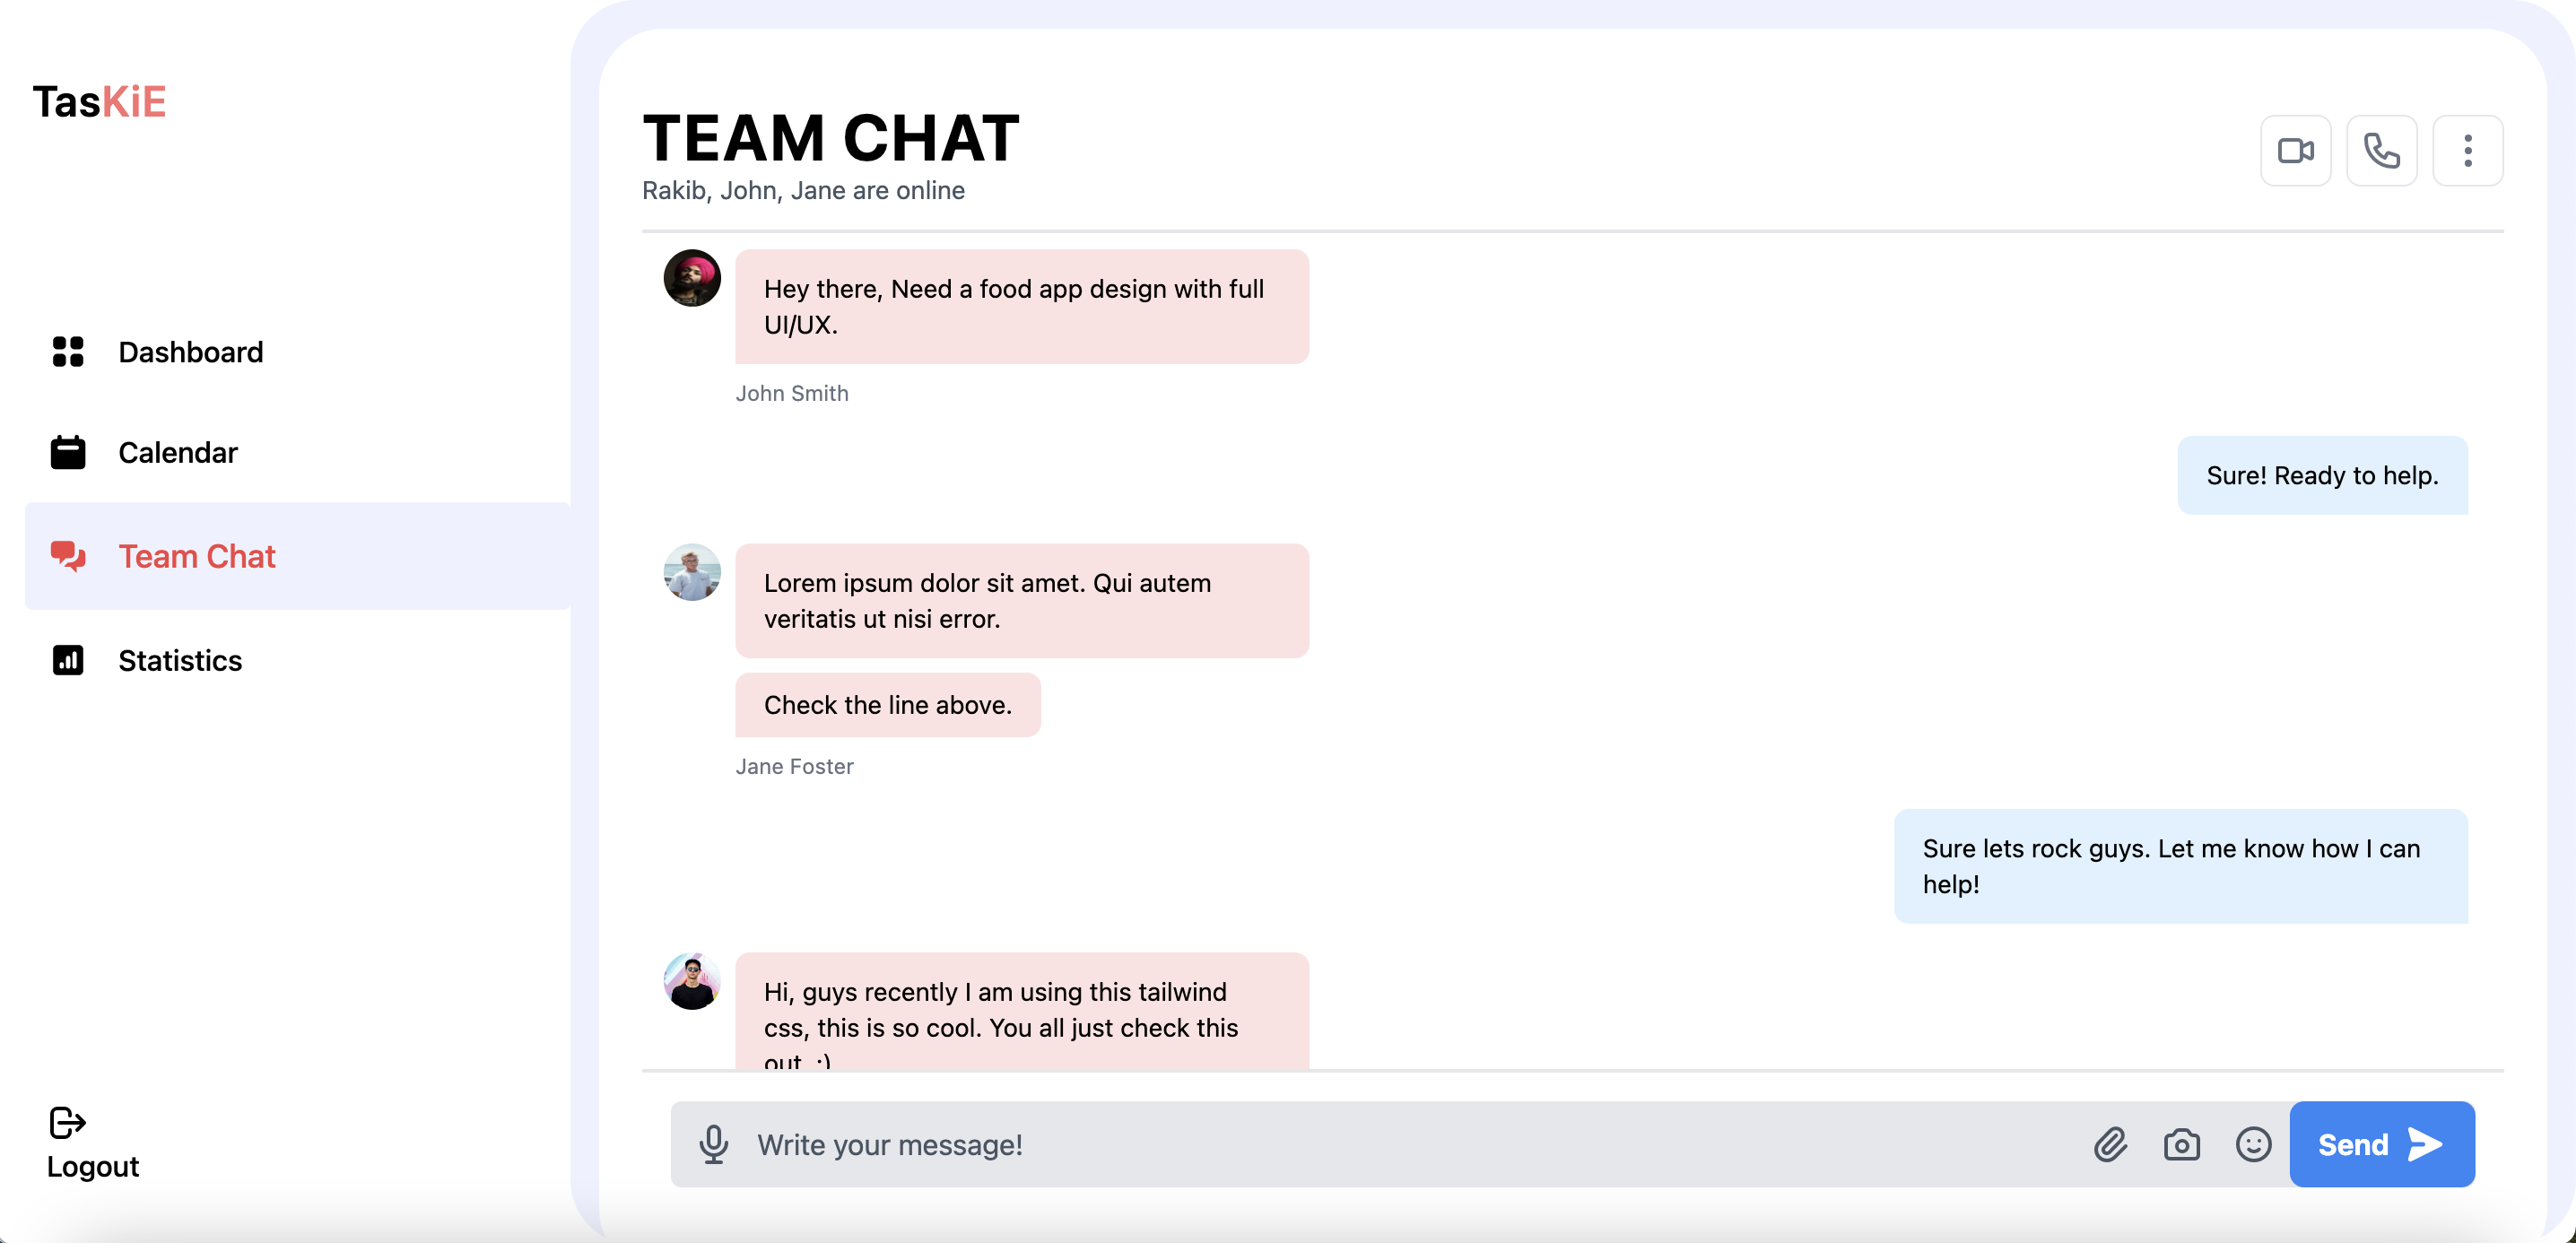 TasKiE
Dashboard
Calendar
Team Chat
Statistics
Logout
TEAM CHAT
Rakib, John, Jane are online
Hey there, Need a food app design with full
UI/UX.
John Smith
Sure! Ready to help.
Lorem ipsum dolor sit amet. Qui autem
veritatis ut nisi error.
Check the line above.
Jane Foster
Sure lets rock guys. Let me know how I can
help!
Hi, guys recently I am using this tailwind
css, this is so cool. You all just check this
out. :)
Write your message!
Send